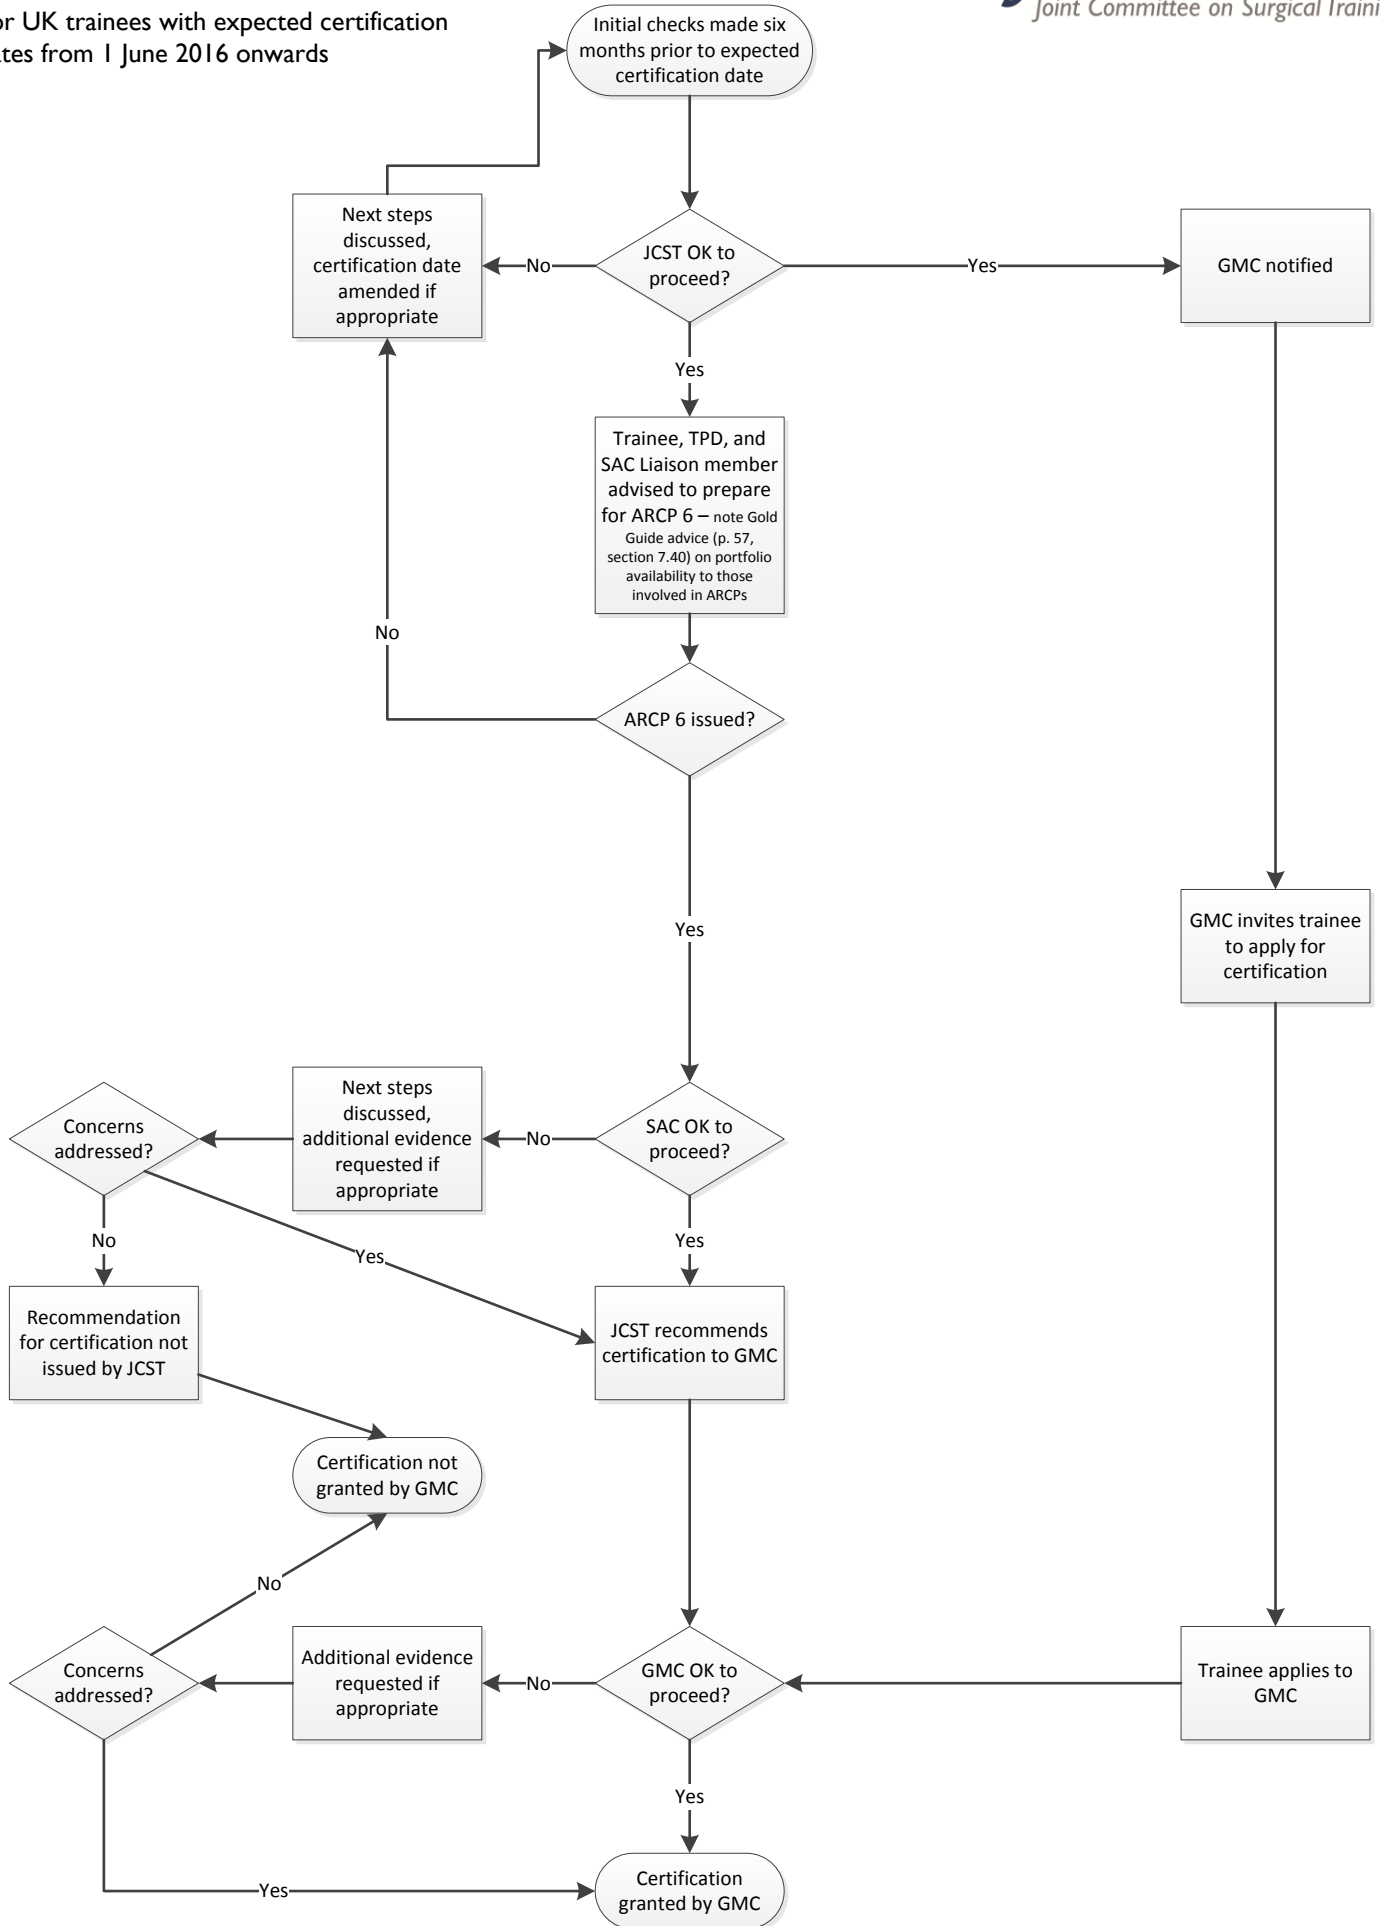 or UK trainees with expected certification
ates from 1 June 2016 onwards
Joint Committee on Surgical Traini
Initial checks made six
months prior to expected
certification date
Next steps
discussed,
certification date
amended if
appropriate
No
JCST OK to
proceed?
Yes
GMC notified
Yes
Trainee, TPD, and
SAC Liaison member
advised to prepare
for ARCP 6 – note Gold
Guide advice (p. 57,
section 7.40) on portfolio
availability to those
involved in ARCPs
No
ARCP 6 issued?
Yes
GMC invites trainee
to apply for
certification
Concerns
addressed?
Next steps
discussed,
additional evidence
requested if
appropriate
No
SAC OK to
proceed?
No
Yes
Yes
Recommendation
for certification not
issued by JCST
JCST recommends
certification to GMC
Certification not
granted by GMC
No
Concerns
addressed?
Additional evidence
requested if
appropriate
No
GMC OK to
proceed?
Trainee applies to
GMC
Yes
Yes
Certification
granted by GMC